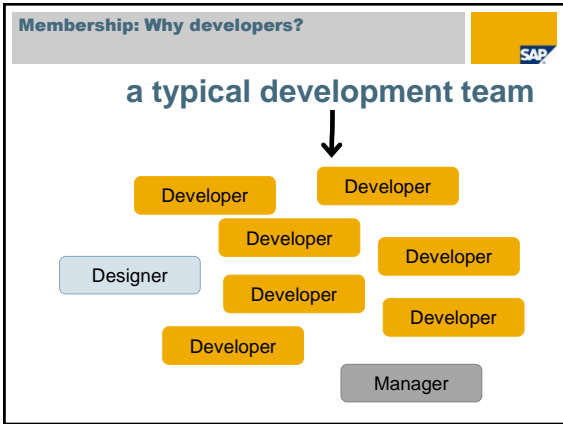 Membership: Why developers?
SAP
a typical development team
Developer
Developer
Developer
Developer
Designer
Developer
Developer
Developer
Manager